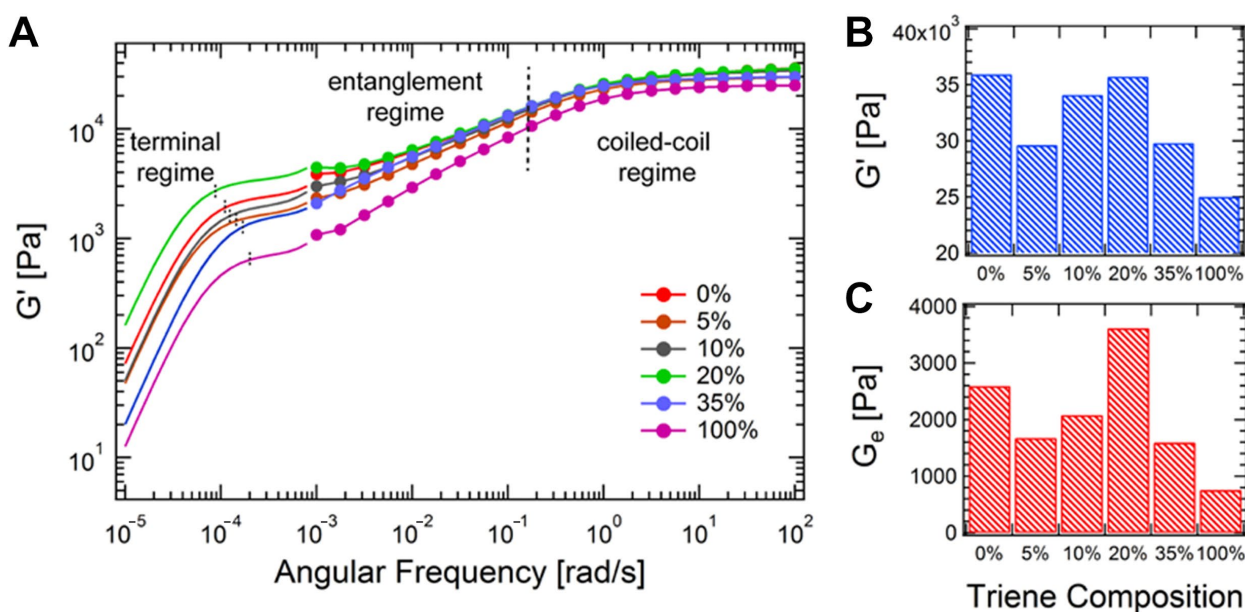 A
G' [Pa]
10⁴
10³
10²
10¹
terminal
regime
entanglement
regime
coiled-coil
regime
0%
5%
10%
20%
35%
100%
10⁻⁵ 10⁻⁴ 10⁻³ 10⁻² 10⁻¹ 10⁰ 10¹ 10²
Angular Frequency [rad/s]
B
G' [Pa]
40x10³
35
30
25
20
0% 5% 10% 20% 35% 100%
C
Gₑ [Pa]
4000
3000
2000
1000
0
0% 5% 10% 20% 35% 100%
Triene Composition